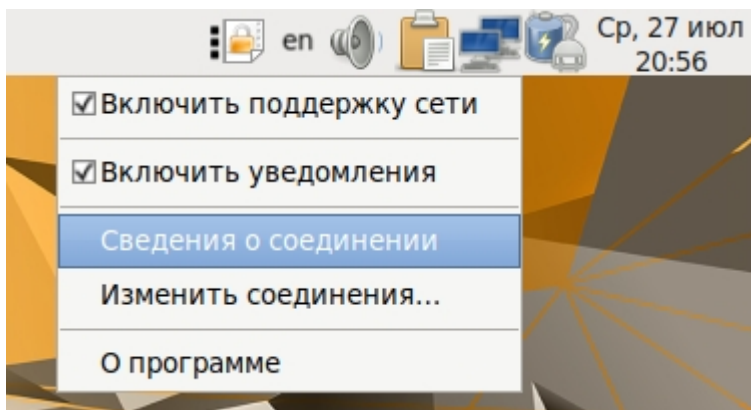 en
Ср, 27 июл
20:56
Включить поддержку сети
Включить уведомления
Сведения о соединении
Изменить соединения...
О программе